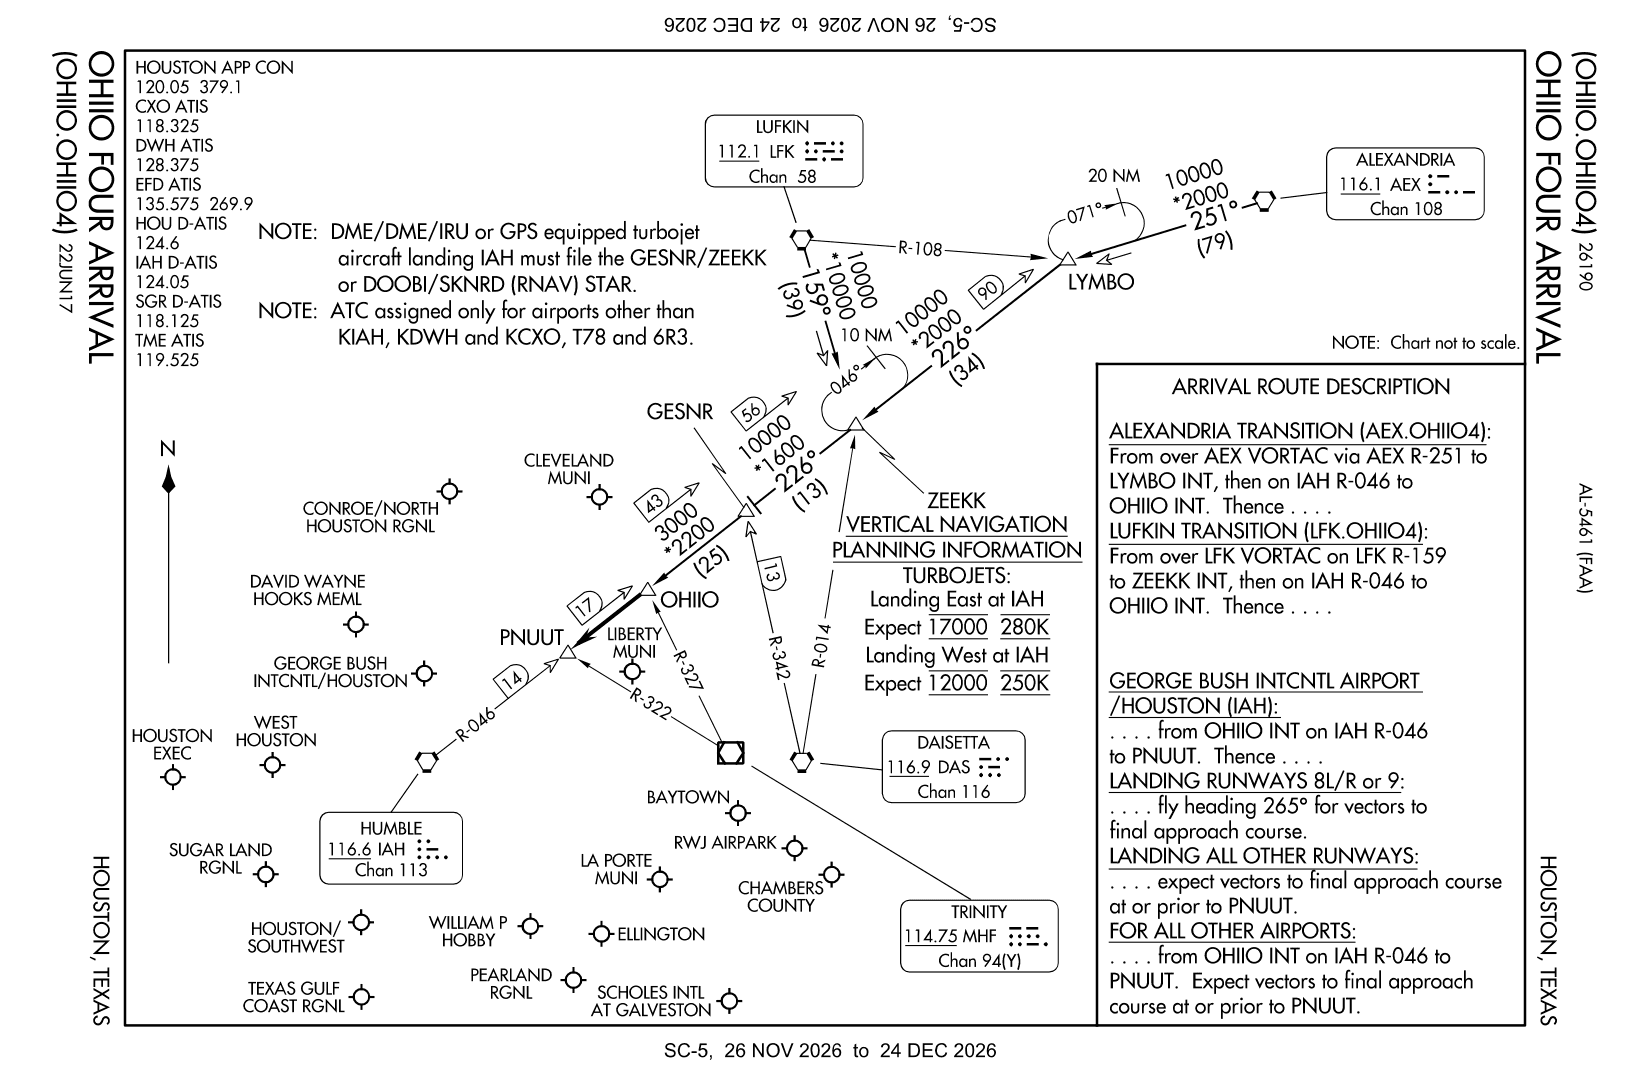 SC-5, 26 NOV 2026 to 24 DEC 2026
(OHIIO.OHIIO4) 22JUN17
OHIIO FOUR ARRIVAL
HOUSTON, TEXAS
OHIIO FOUR ARRIVAL
(OHIIO.OHIIO4) 26190
AL-5461 (FAA)
HOUSTON, TEXAS
HOUSTON APP CON
120.05 379.1
CXO ATIS
118.325
DWH ATIS
128.375
EFD ATIS
135.575 269.9
HOU D-ATIS
124.6
IAH D-ATIS
124.05
SGR D-ATIS
118.125
TME ATIS
119.525
NOTE: DME/DME/IRU or GPS equipped turbojet
aircraft landing IAH must file the GESNR/ZEEKK
or DOOBI/SKNRD (RNAV) STAR.
NOTE: ATC assigned only for airports other than
KIAH, KDWH and KCXO, T78 and 6R3.
LUFKIN
112.1 LFK
Chan 58
ALEXANDRIA
116.1 AEX
Chan 108
20 NM
071°
10000
*2000
251°
(79)
R-108
LYMBO
90
10000
*10000
159°
(39)
10 NM
046°
10000
*2000
226°
(34)
NOTE: Chart not to scale.
GESNR
56
10000
*1600
226°
(13)
ZEEKK
VERTICAL NAVIGATION
PLANNING INFORMATION
TURBOJETS:
Landing East at IAH
Expect 17000 280K
Landing West at IAH
Expect 12000 250K
N
CLEVELAND
MUNI
CONROE/NORTH
HOUSTON RGNL
43
3000
*2200
(25)
13
DAVID WAYNE
HOOKS MEML
17
OHIIO
PNUUT
LIBERTY
MUNI
R-327
R-342
R-014
R-322
GEORGE BUSH
INTCNTL/HOUSTON
14
R-046
HOUSTON
EXEC
WEST
HOUSTON
DAISETTA
116.9 DAS
Chan 116
BAYTOWN
HUMBLE
116.6 IAH
Chan 113
RWJ AIRPARK
SUGAR LAND
RGNL
LA PORTE
MUNI
CHAMBERS
COUNTY
TRINITY
114.75 MHF
Chan 94(Y)
HOUSTON/
SOUTHWEST
WILLIAM P
HOBBY
ELLINGTON
PEARLAND
RGNL
TEXAS GULF
COAST RGNL
SCHOLES INTL
AT GALVESTON
ARRIVAL ROUTE DESCRIPTION
ALEXANDRIA TRANSITION (AEX.OHIIO4):
From over AEX VORTAC via AEX R-251 to
LYMBO INT, then on IAH R-046 to
OHIIO INT. Thence . . . .
LUFKIN TRANSITION (LFK.OHIIO4):
From over LFK VORTAC on LFK R-159
to ZEEKK INT, then on IAH R-046 to
OHIIO INT. Thence . . . .
GEORGE BUSH INTCNTL AIRPORT
/HOUSTON (IAH):
. . . . from OHIIO INT on IAH R-046
to PNUUT. Thence . . . .
LANDING RUNWAYS 8L/R or 9:
. . . . fly heading 265° for vectors to
final approach course.
LANDING ALL OTHER RUNWAYS:
. . . . expect vectors to final approach course
at or prior to PNUUT.
FOR ALL OTHER AIRPORTS:
. . . . from OHIIO INT on IAH R-046 to
PNUUT. Expect vectors to final approach
course at or prior to PNUUT.
SC-5, 26 NOV 2026 to 24 DEC 2026